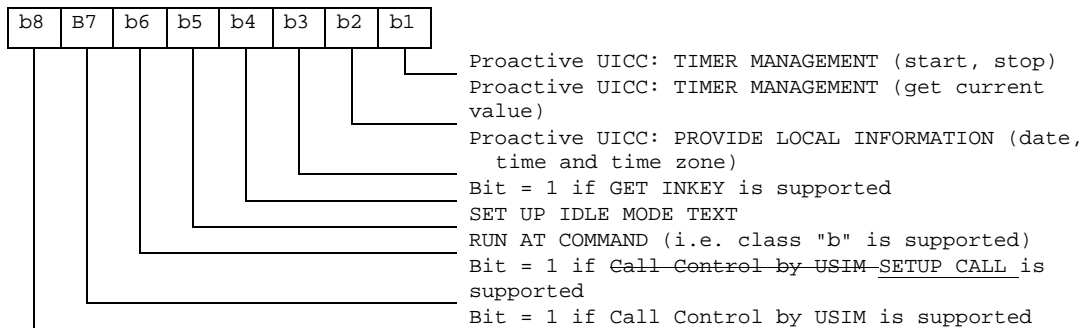 b8 B7 b6 b5 b4 b3 b2 b1
Proactive UICC: TIMER MANAGEMENT (start, stop)
Proactive UICC: TIMER MANAGEMENT (get current
value)
Proactive UICC: PROVIDE LOCAL INFORMATION (date,
time and time zone)
Bit = 1 if GET INKEY is supported
SET UP IDLE MODE TEXT
RUN AT COMMAND (i.e. class "b" is supported)
Bit = 1 if Call Control by USIM SETUP CALL is
supported
Bit = 1 if Call Control by USIM is supported